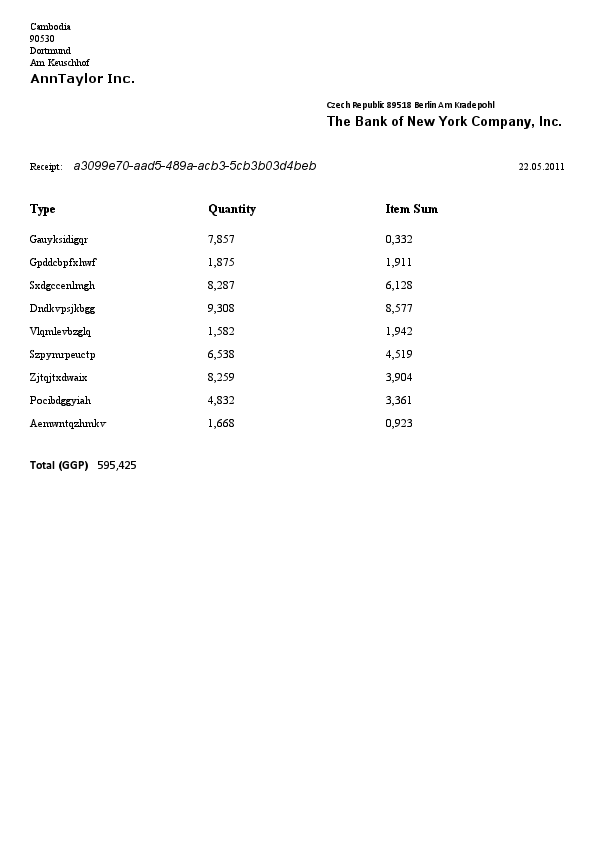 Cambodia
90530
Dortmund
Am Keuschhof
AnnTaylor Inc.
Czech Republic 89518 Berlin Am Kradepohl
The Bank of New York Company, Inc.
Receipt: a3099e70-aad5-489a-acb3-5cb3b03d4beb 22.05.2011
Type Quantity Item Sum
Gauyksidigqr 7,857 0,332
Gpddcbpfxhwf 1,875 1,911
Sxdgccenlmgh 8,287 6,128
Dndkvpsjkbgg 9,308 8,577
Vlqmlevbzglq 1,582 1,942
Szpymrpeuctp 6,538 4,519
Zjtqjtxdwaix 8,259 3,904
Pocibdggyiah 4,832 3,361
Aemwntqzhmkv 1,668 0,923
Total (GGP) 595,425